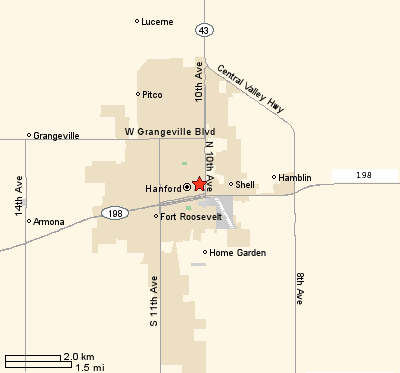 Lucerne
43
10th Ave
Central Valley Hwy
Pitco
W Grangeville Blvd
Grangeville
N 10th Ave
14th Ave
Hanford
Shell
Hamblin
198
198
Fort Roosevelt
Armona
Home Garden
S 11th Ave
8th Ave
2.0 km
1.5 mi